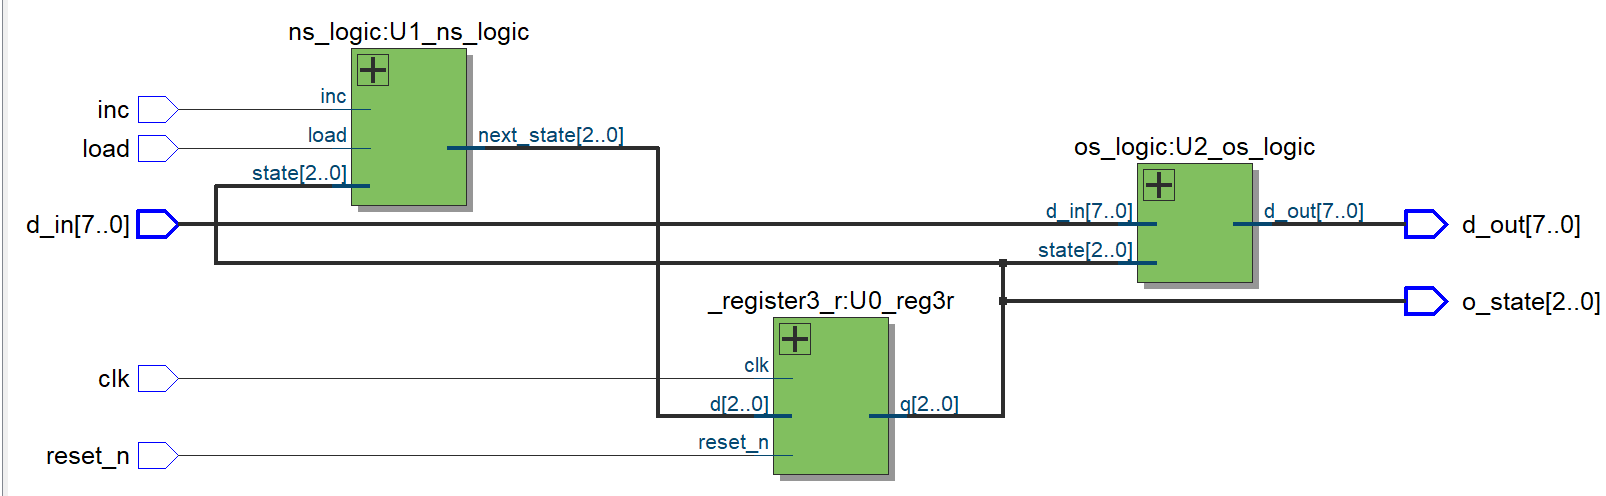 ns_logic:U1_ns_logic
inc
inc
load
load
next_state[2..0]
state[2..0]
os_logic:U2_os_logic
d_in[7..0]
d_in[7..0]
d_out[7..0]
d_out[7..0]
state[2..0]
_register3_r:U0_reg3r
o_state[2..0]
clk
clk
d[2..0]
q[2..0]
reset_n
reset_n